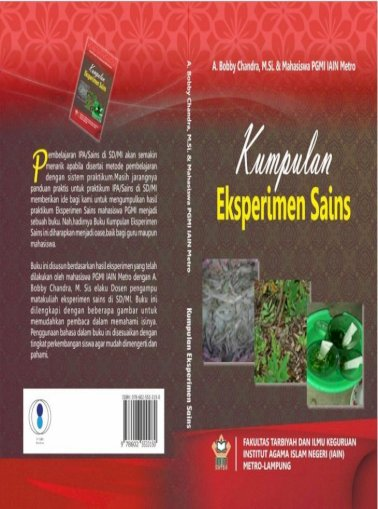 Kumpulan
Eksperimen Sains
Pembelajaran IPA/Sains di SD/MI akan semakin
menarik apabila disertai metode pembelajaran
dengan sistem praktikum.Masih jarangnya
panduan praktis untuk praktikum IPA/Sains di SD/MI
memberikan ide bagi kami untuk mengumpulkan hasil
praktikum Eksperimen Sains mahasiswa PGMI menjadi
sebuah buku. Nah,hadirnya Buku Kumpulan Eksperimen
Sains ini diharapkan menjadi oase,baik bagi guru maupun
mahasiswa.
Buku ini disusun berdasarkan hasil eksperimen yang telah
dilakukan oleh mahasiswa PGMI IAIN Metro dengan A.
Bobby Chandra, M. Sis elaku Dosen pengampu
matakuliah eksperimen sains di SD/MI. Buku ini
dilengkapi dengan beberapa gambar untuk
memudahkan pembaca dalam memahami isinya.
Penggunaan bahasa dalam buku ini disesuaikan dengan
tingkat perkembangan siswa agar mudah dimengerti dan
pahami.
A. Bobby Chandra, M.Si, & Mahasiswa PGMI IAIN Metro
Kumpulan Eksperimen Sains
A. Bobby Chandra, M.Si, & Mahasiswa PGMI IAIN Metro
Kumpulan
Eksperimen Sains
FAKULTAS TARBIYAH DAN ILMU KEGURUAN
INSTITUT AGAMA ISLAM NEGERI (IAIN)
METRO-LAMPUNG